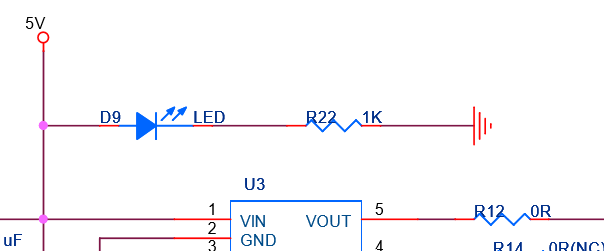 5V
D9 LED R22 1K
U3
1 VIN VOUT 5 R12 0R
2 GND
uF 3 4 R14 0R(NC)